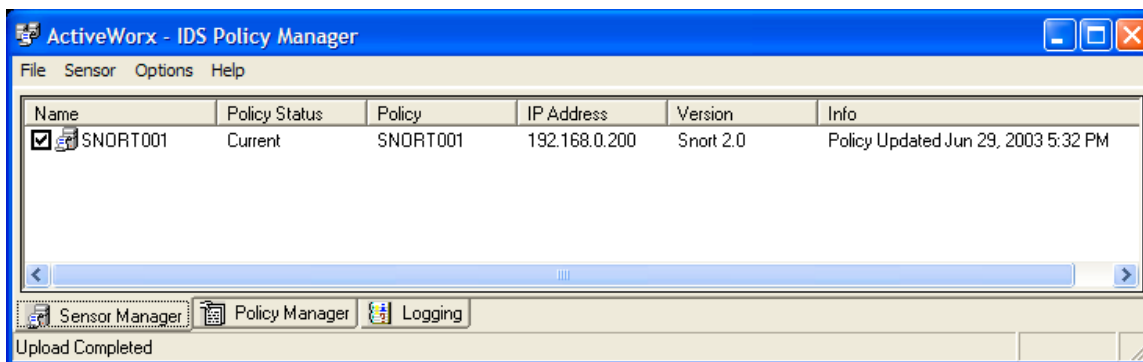 ActiveWorx - IDS Policy Manager
File Sensor Options Help
Name Policy Status Policy IP Address Version Info
SNORT001 Current SNORT001 192.168.0.200 Snort 2.0 Policy Updated Jun 29, 2003 5:32 PM
Sensor Manager Policy Manager Logging
Upload Completed